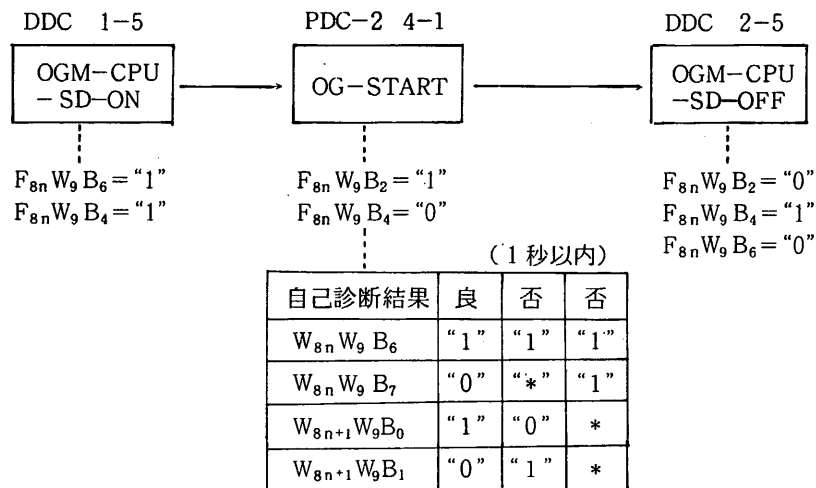 DDC 1-5 PDC-2 4-1 DDC 2-5
OGM-CPU
-SD-ON
OG-START
OGM-CPU
-SD-OFF
F8nW9B6="1"
F8nW9B4="1"
F8nW9B2="1"
F8nW9B4="0"
F8nW9B2="0"
F8nW9B4="1"
F8nW9B6="0"
(1秒以内)
自己診断結果 良 否 否
W8nW9B6 "1" "1" "1"
W8nW9B7 "0" "*" "1"
W8n+1W9B0 "1" "0" *
W8n+1W9B1 "0" "1" *